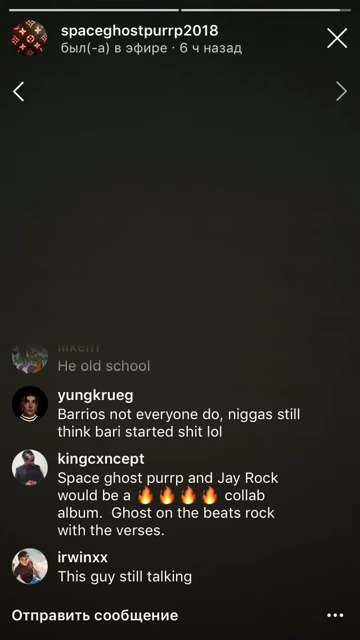 spaceghostpurrp2018
был(-а) в эфире · 6 ч назад
He old school
yungkrueg
Barrios not everyone do, niggas still
think bari started shit lol
kingcxncept
Space ghost purrp and Jay Rock
would be a 🔥🔥🔥🔥 collab
album.  Ghost on the beats rock
with the verses.
irwinxx
This guy still talking
Отправить сообщение